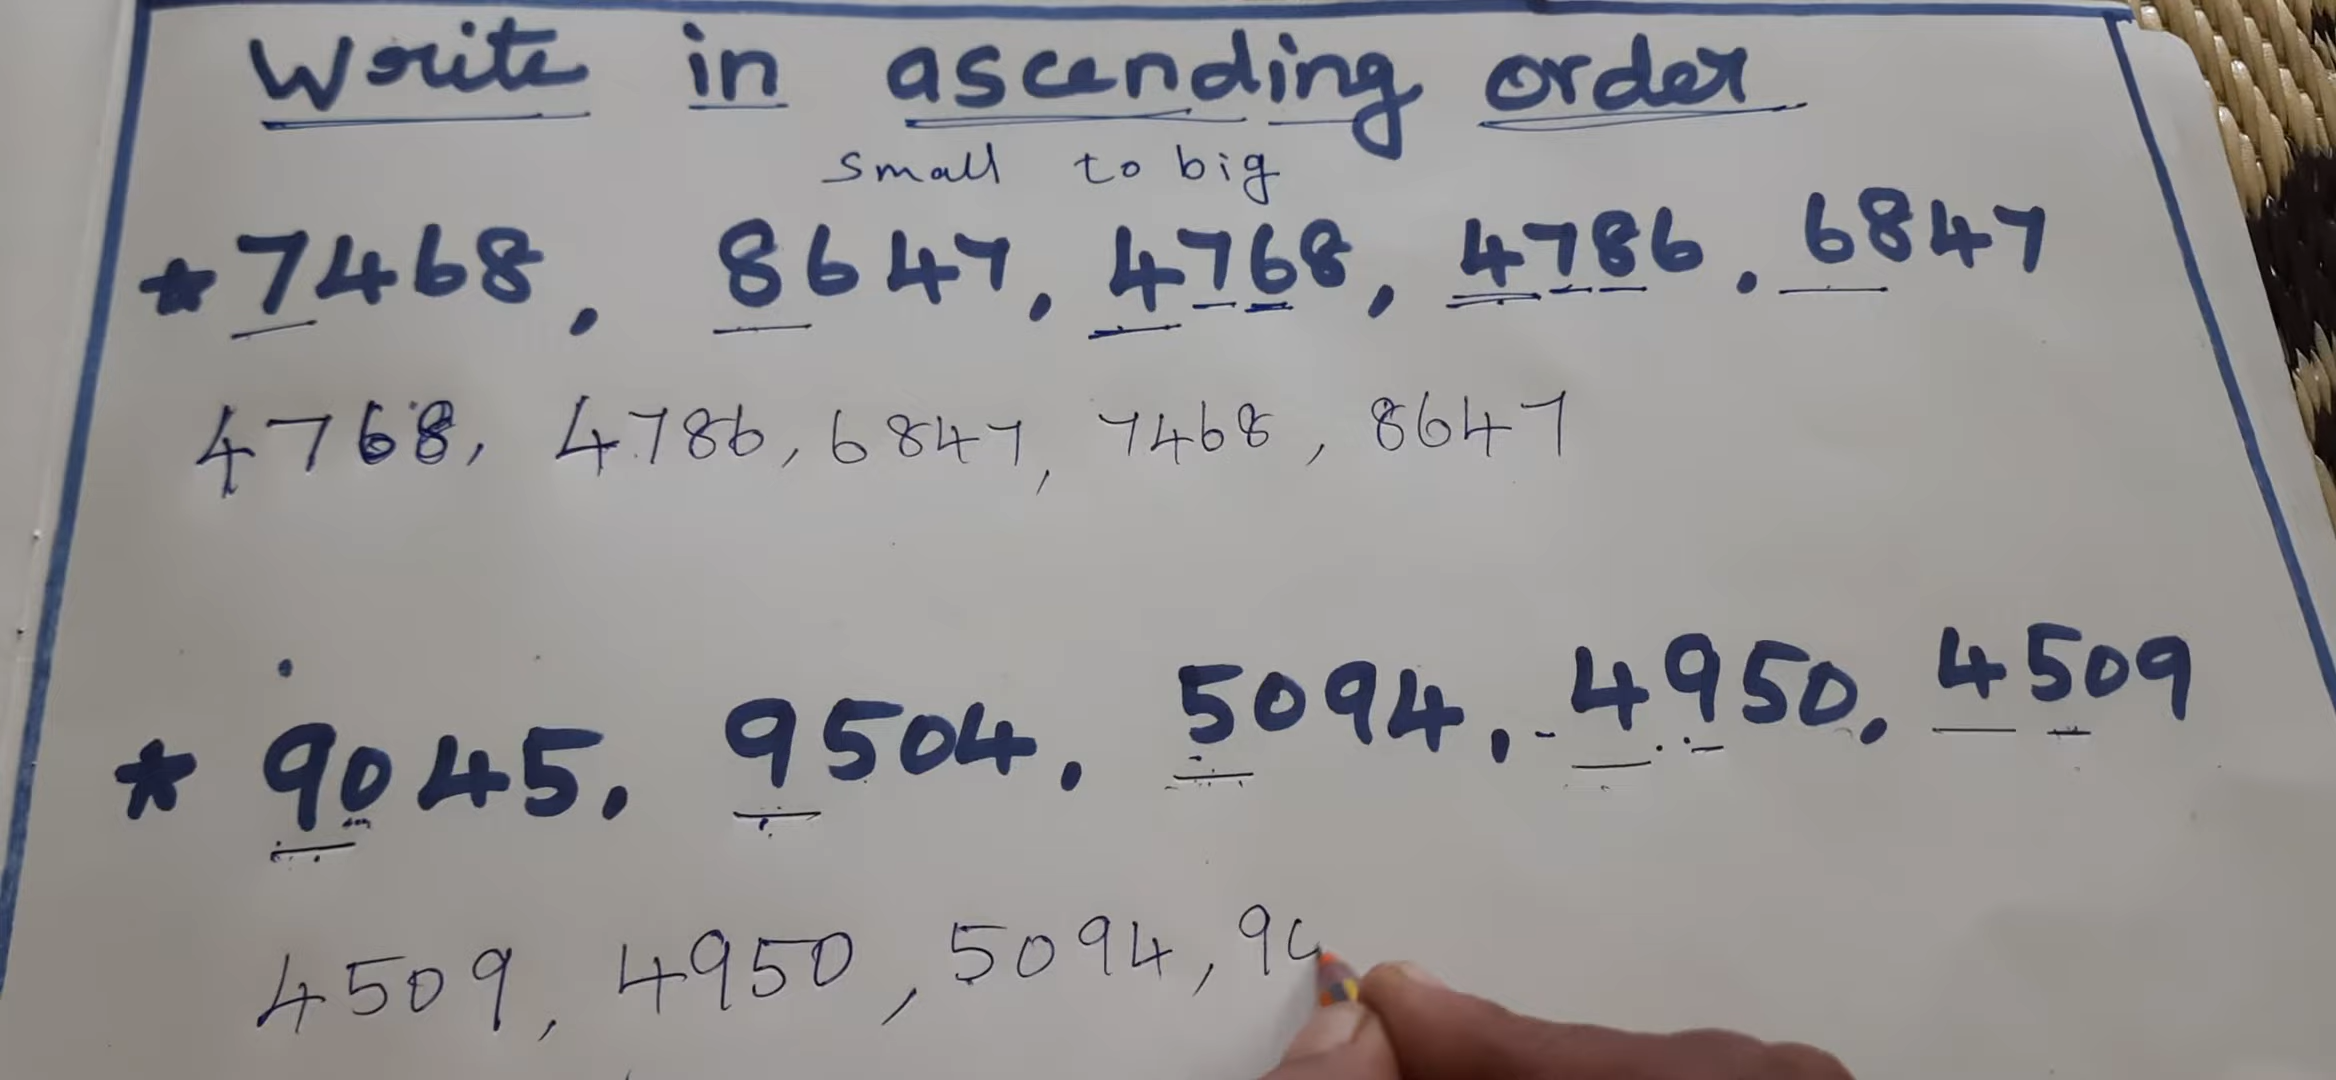 Write in ascending order
small to big
* 7468, 8647, 4768, 4786, 6847
4768, 4786, 6847, 7468, 8647
* 9045, 9504, 5094, 4950, 4509
4509, 4950, 5094, 90